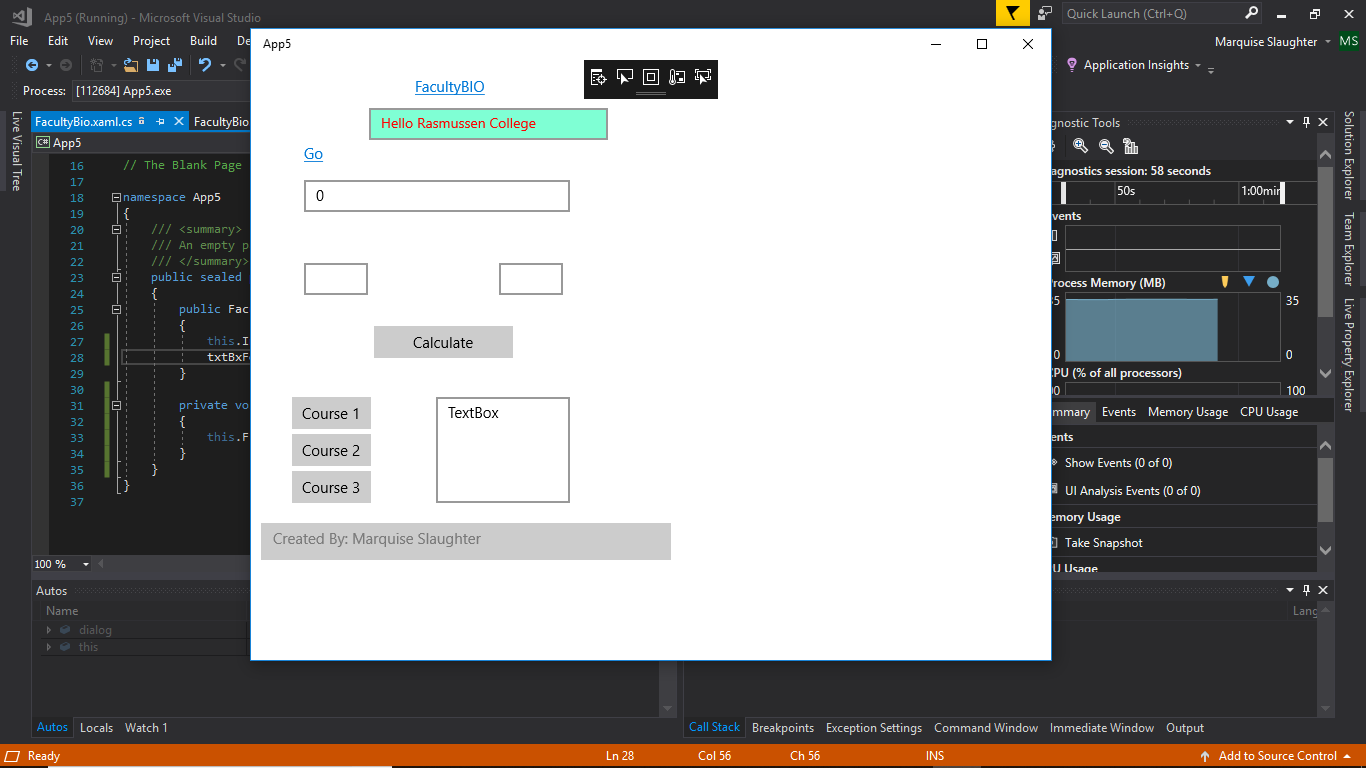 App5 (Running) - Microsoft Visual Studio
Quick Launch (Ctrl+Q)
File Edit View Project Build De
Marquise Slaughter MS
Application Insights
Process: [112684] App5.exe
FacultyBio.xaml.cs FacultyBio
App5
Live Visual Tree
16 // The Blank Page
17
18 namespace App5
19 {
20 /// <summary>
21 /// An empty p
22 /// </summary>
23 public sealed
24 {
25 public Fac
26 {
27 this.I
28 txtBxF
29 }
30
31 private vo
32 {
33 this.F
34 }
35 }
36 }
37
100 %
App5
FacultyBIO
Hello Rasmussen College
Go
0
Calculate
Course 1
TextBox
Course 2
Course 3
Created By: Marquise Slaughter
gnostic Tools
agnostics session: 58 seconds
50s 1:00min
vents
rocess Memory (MB)
35 35
0 0
CPU (% of all processors)
100 100
mmary Events Memory Usage CPU Usage
ents
Show Events (0 of 0)
UI Analysis Events (0 of 0)
emory Usage
Take Snapshot
U Usage
Solution Explorer
Team Explorer
Live Property Explorer
Autos
Name
dialog
this
Lang
Autos Locals Watch 1
Call Stack Breakpoints Exception Settings Command Window Immediate Window Output
Ready Ln 28 Col 56 Ch 56 INS Add to Source Control